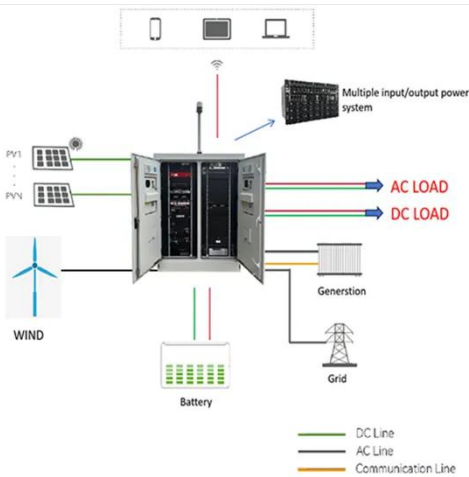 Multiple input/output power
system
PV1
PVN
AC LOAD
DC LOAD
WIND
Generstion
Grid
Battery
DC Line
AC Line
Communication Line